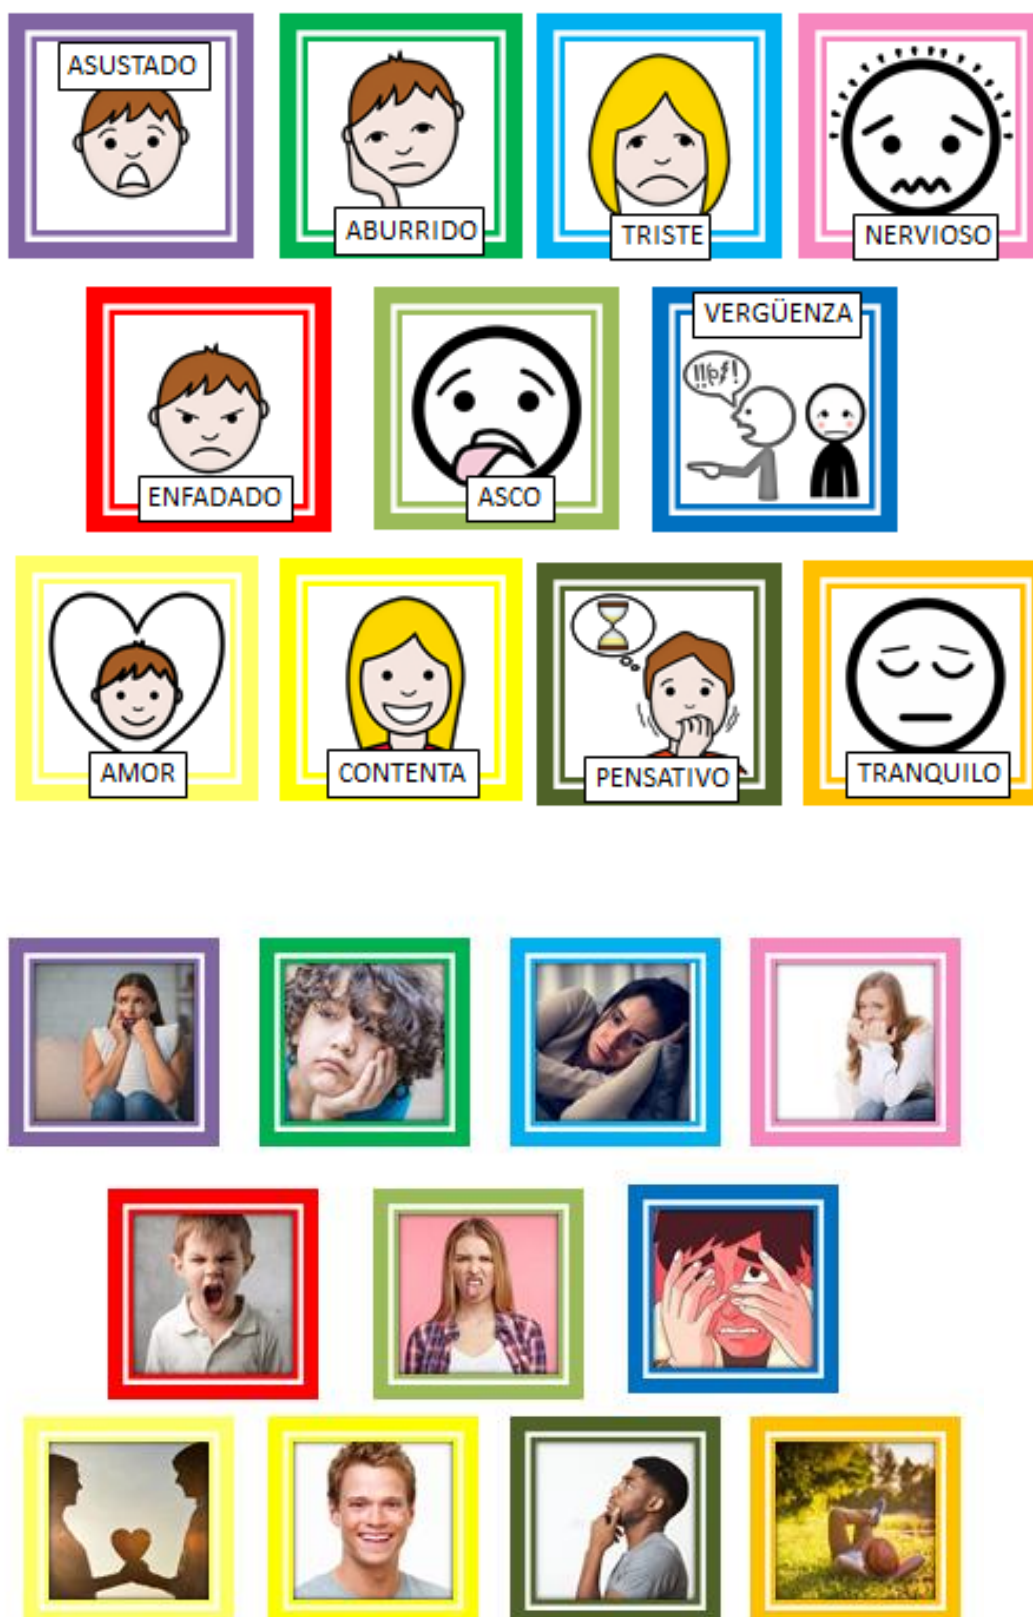 ASUSTADO
ABURRIDO
TRISTE
NERVIOSO
ENFADADO
ASCO
VERGÜENZA
!!@#!
AMOR
CONTENTA
PENSATIVO
TRANQUILO